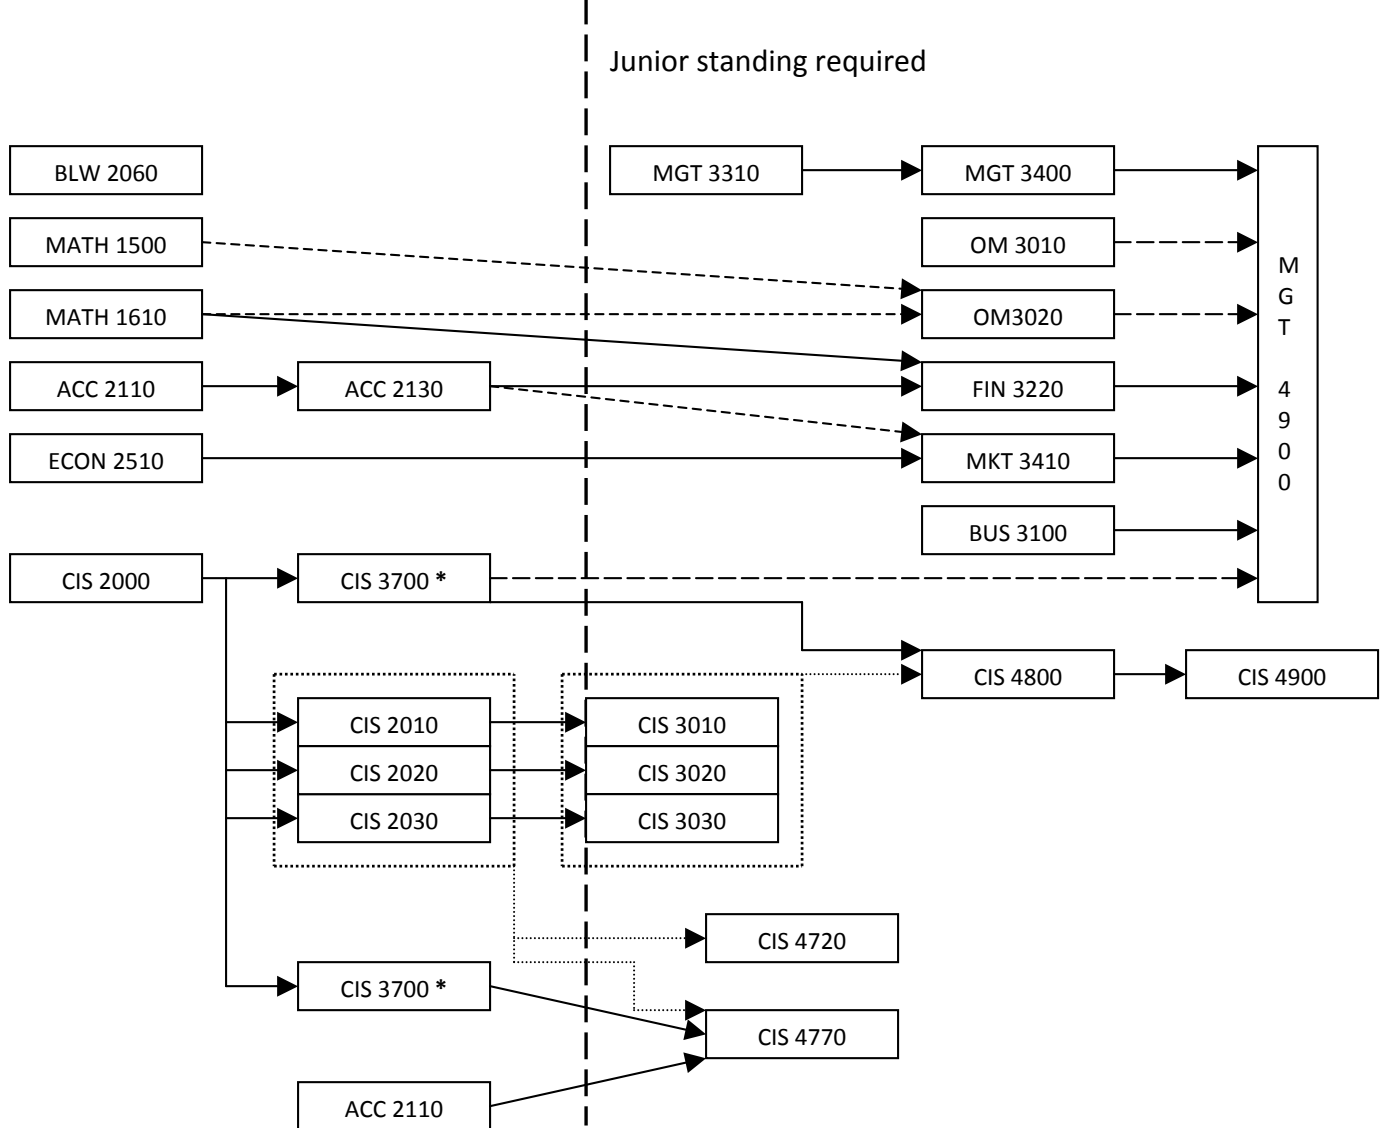 Junior standing required
BLW 2060
MGT 3310
MGT 3400
MATH 1500
OM 3010
MATH 1610
OM3020
ACC 2110
ACC 2130
FIN 3220
ECON 2510
MKT 3410
M
G
T
4
9
0
0
BUS 3100
CIS 2000
CIS 3700 *
CIS 4800
CIS 4900
CIS 2010
CIS 3010
CIS 2020
CIS 3020
CIS 2030
CIS 3030
CIS 4720
CIS 3700 *
CIS 4770
ACC 2110